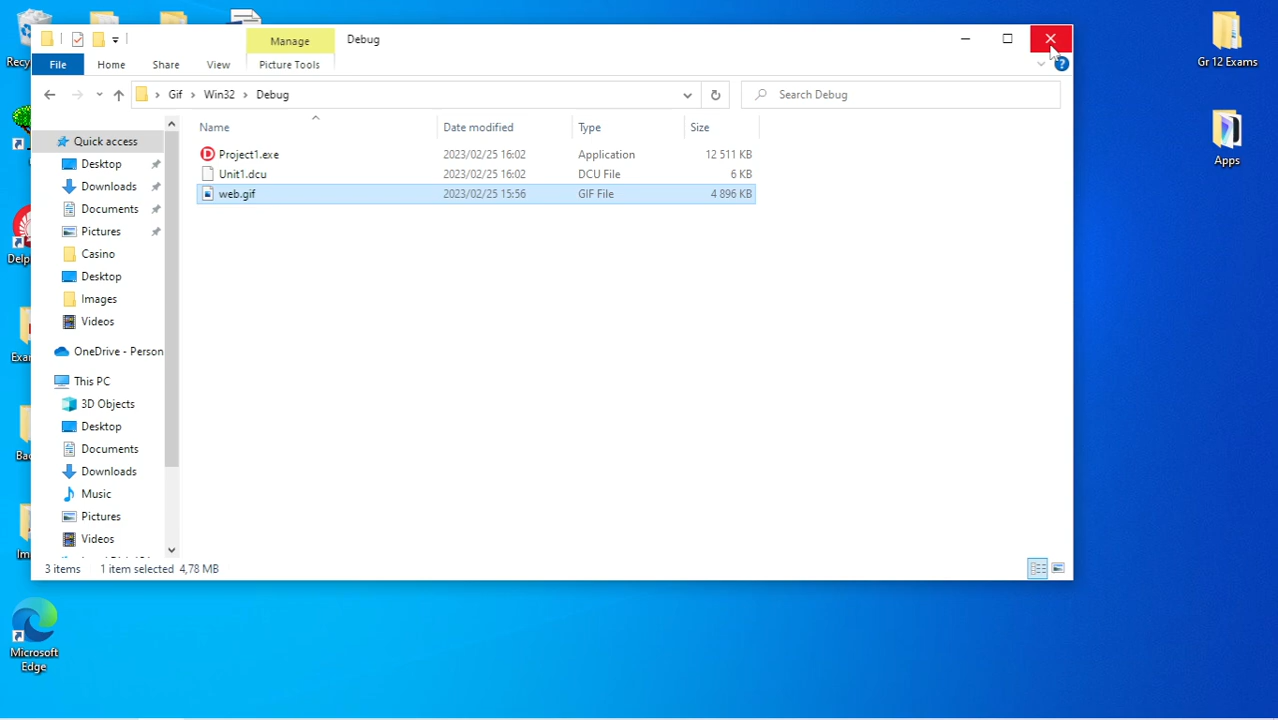 Manage
Debug
File
Home
Share
View
Picture Tools
Gif
Win32
Debug
Search Debug
Name
Date modified
Type
Size
Project1.exe
2023/02/25 16:02
Application
12 511 KB
Unit1.dcu
2023/02/25 16:02
DCU File
6 KB
web.gif
2023/02/25 15:56
GIF File
4 896 KB
Quick access
Desktop
Downloads
Documents
Pictures
Casino
Desktop
Images
Videos
OneDrive - Person
This PC
3D Objects
Desktop
Documents
Downloads
Music
Pictures
Videos
3 items
1 item selected
4,78 MB
Recy
Delp
Exa
Bac
Im
Microsoft
Edge
Gr 12 Exams
Apps